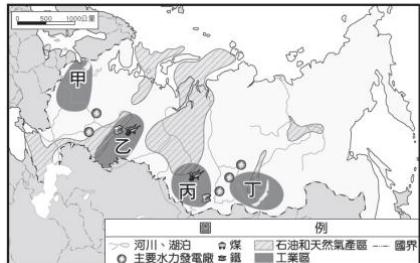 0 500 1000公里
甲
乙
丙
丁
圖 例
河川、湖泊 煤 石油和天然氣產區 國界
主要水力發電廠 鐵 工業區